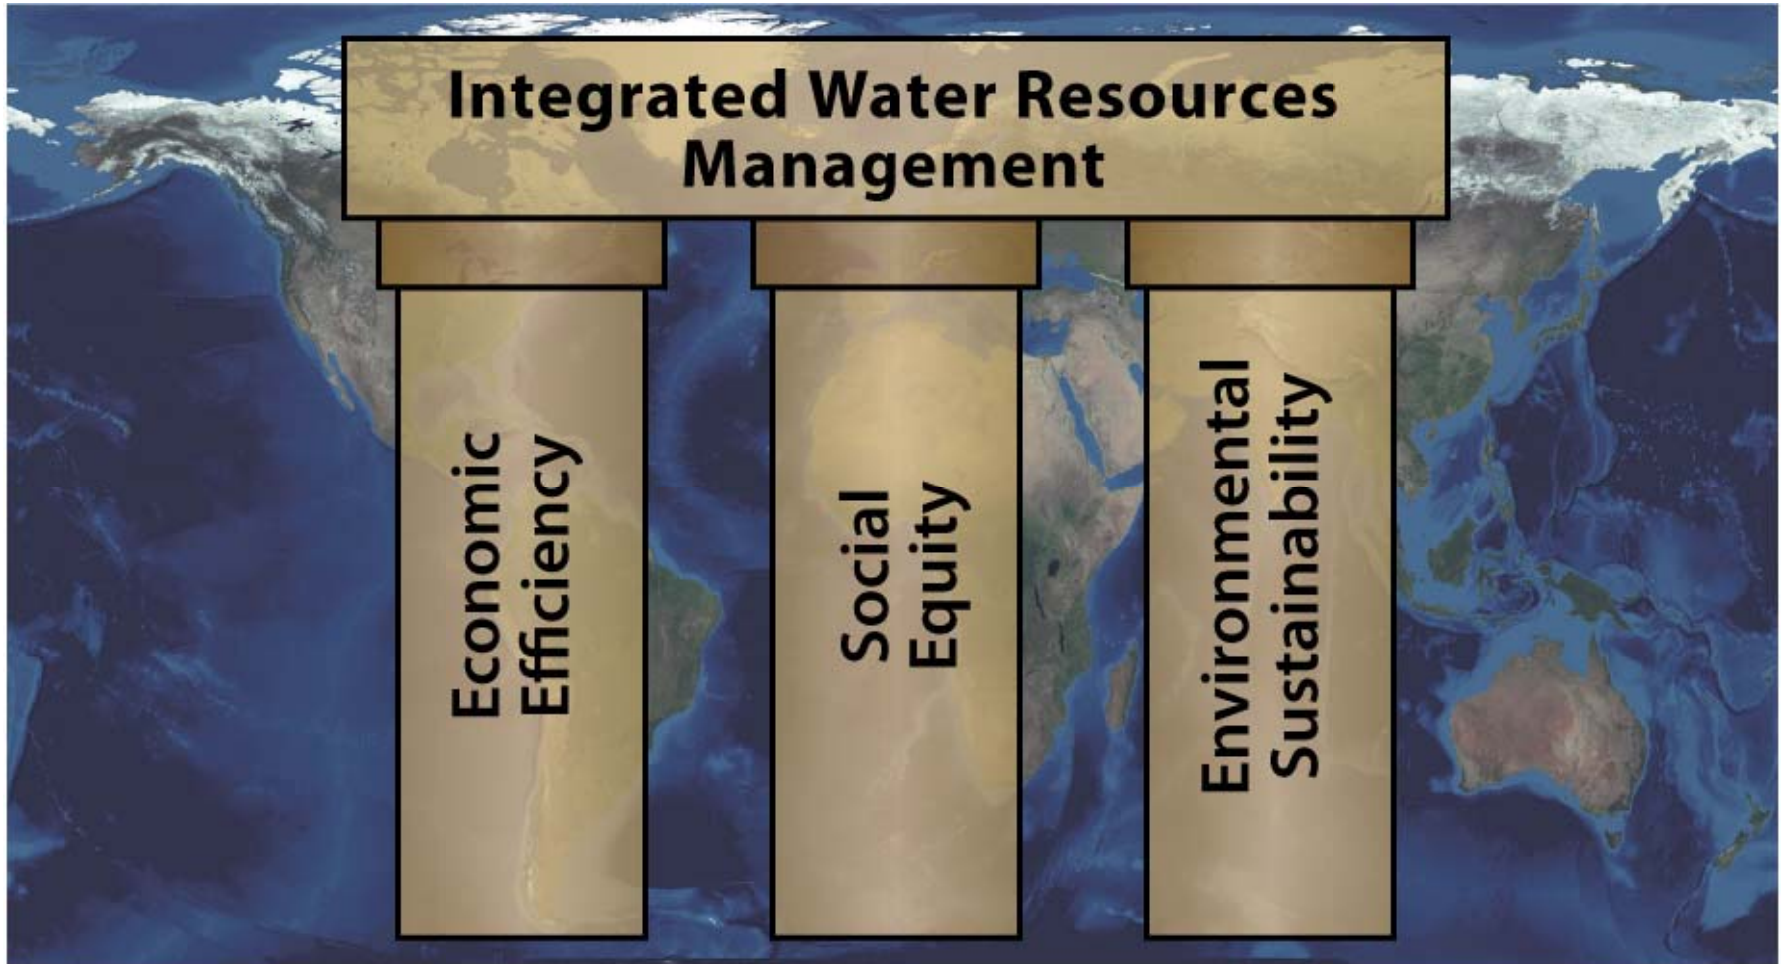 Integrated Water Resources
Management
Economic
Efficiency
Social
Equity
Environmental
Sustainability